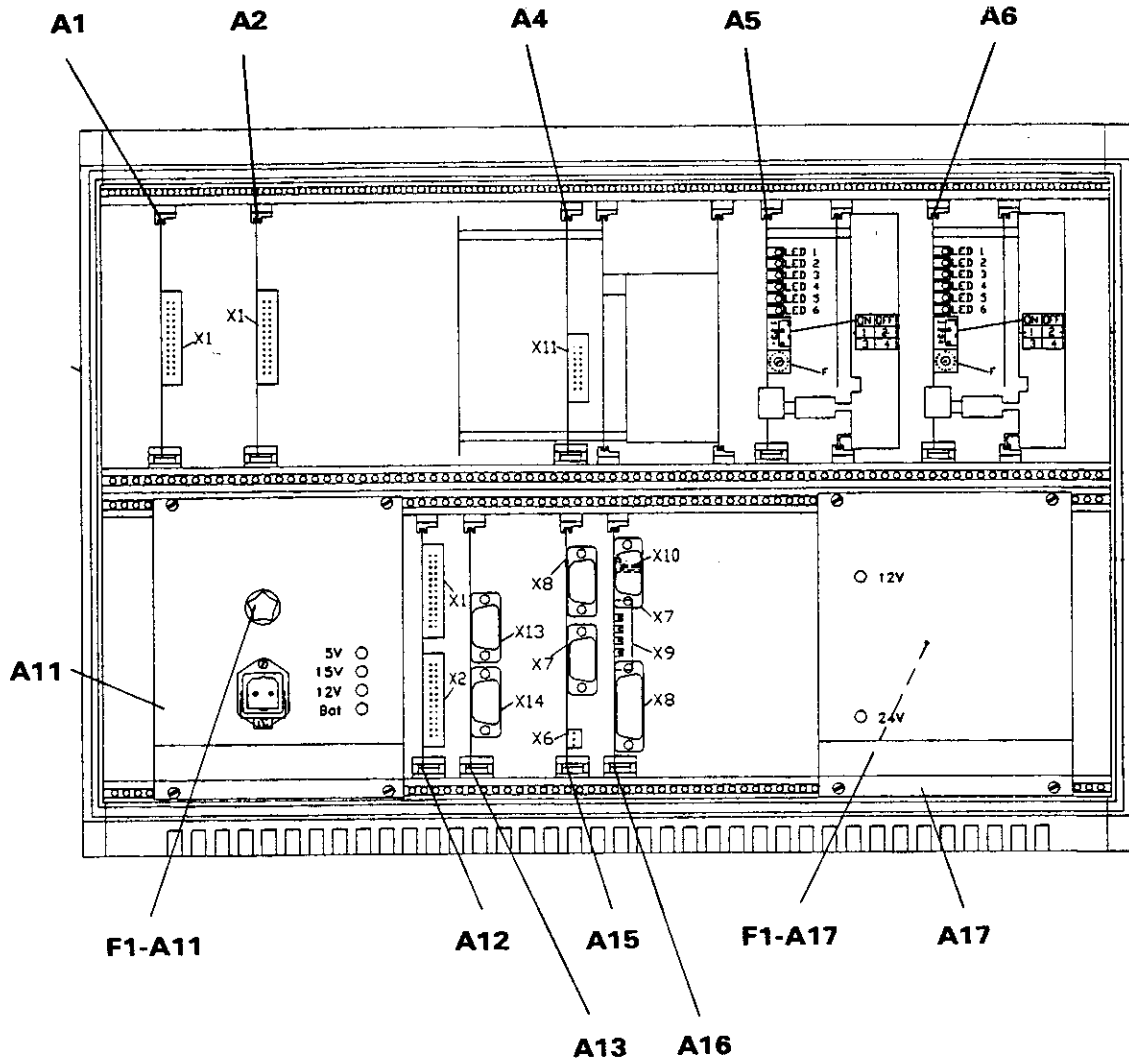 A1 A2 A4 A5 A6
LED 1 LED 1
LED 2 LED 2
LED 3 LED 3
LED 4 LED 4
LED 5 LED 5
LED 6 LED 6
ON OFF ON OFF
1 2 1 2
3 4 3 4
X1 X1 X11
F F
X10
X8
12V
X1
X7
X13
5V
X9
X7
15V
A11
X2
12V
X14
X8
Bat
X6
24V
F1-A11 A12 A15 F1-A17 A17
A13 A16